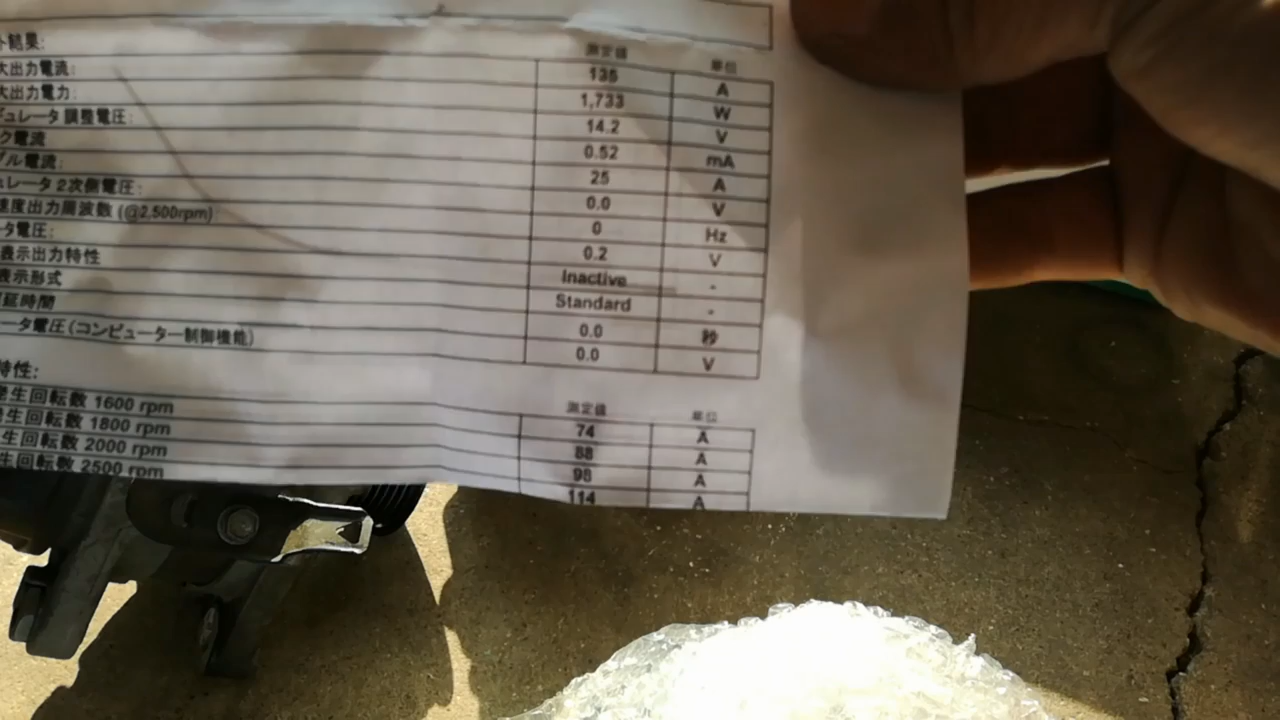 ト結果:
測定値 単位
大出力電流: 135 A
大出力電力: 1,733 W
ギュレータ調整電圧: 14.2 V
ク電流 0.52 mA
ブル電流: 25 A
ュレータ2次側電圧: 0.0 V
速度出力周波数 (@2,500rpm) 0 Hz
タ電圧: 0.2 V
表示出力特性 Inactive -
表示形式 Standard -
延時間 0.0 秒
ータ電圧(コンピューター制御機能) 0.0 V
特性:
測定値 単位
発生回転数 1600 rpm 74 A
発生回転数 1800 rpm 88 A
生回転数 2000 rpm 98 A
生回転数 2500 rpm 114 A